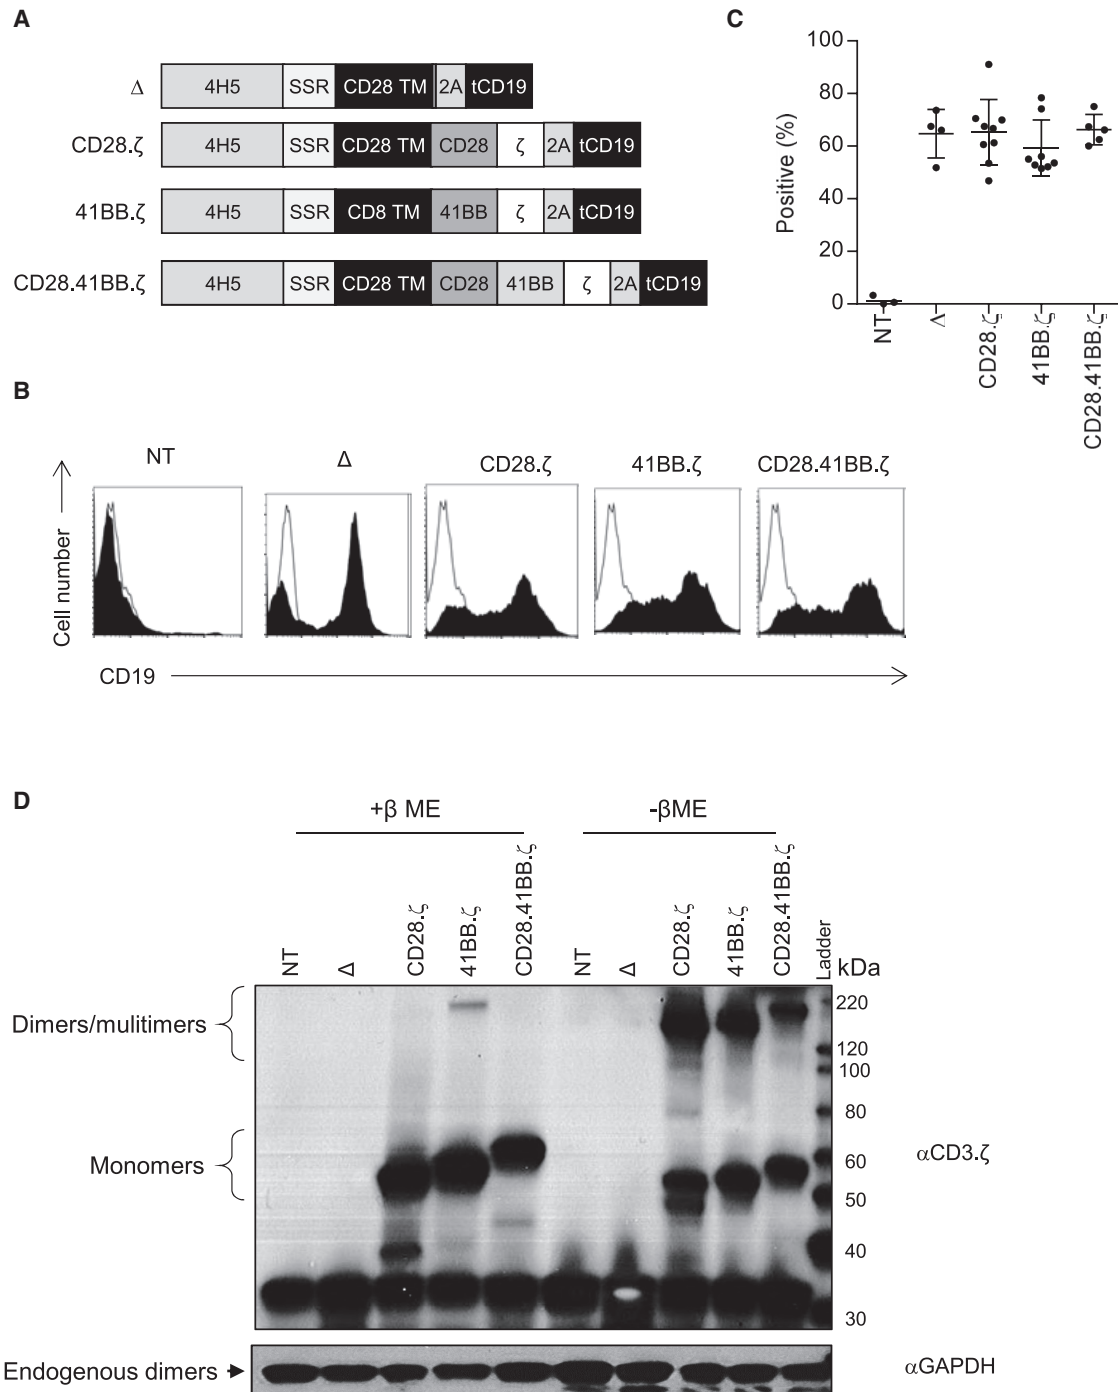 A
Δ 4H5 SSR CD28 TM 2A tCD19
CD28.ζ 4H5 SSR CD28 TM CD28 ζ 2A tCD19
41BB.ζ 4H5 SSR CD8 TM 41BB ζ 2A tCD19
CD28.41BB.ζ 4H5 SSR CD28 TM CD28 41BB ζ 2A tCD19
C
100
80
60
40
20
0
Positive (%)
NT
Δ
CD28.ζ
41BB.ζ
CD28.41BB.ζ
B
NT
Δ
CD28.ζ
41BB.ζ
CD28.41BB.ζ
Cell number
CD19
D
+β ME
-βME
NT
Δ
CD28.ζ
41BB.ζ
CD28.41BB.ζ
NT
Δ
CD28.ζ
41BB.ζ
CD28.41BB.ζ
Ladder
kDa
Dimers/mulitimers
Monomers
220
120
100
80
60
50
40
30
αCD3.ζ
Endogenous dimers
αGAPDH